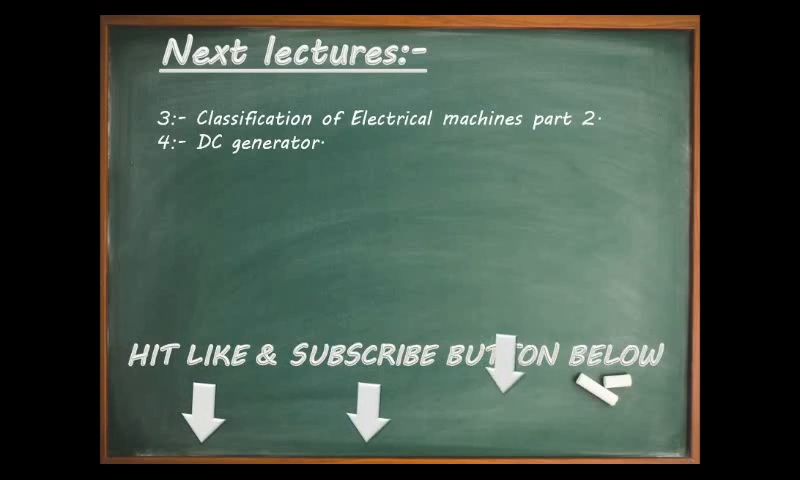 Next lectures:-
3:- Classification of Electrical machines part 2.
4:- DC generator.
HIT LIKE & SUBSCRIBE BUTTON BELOW